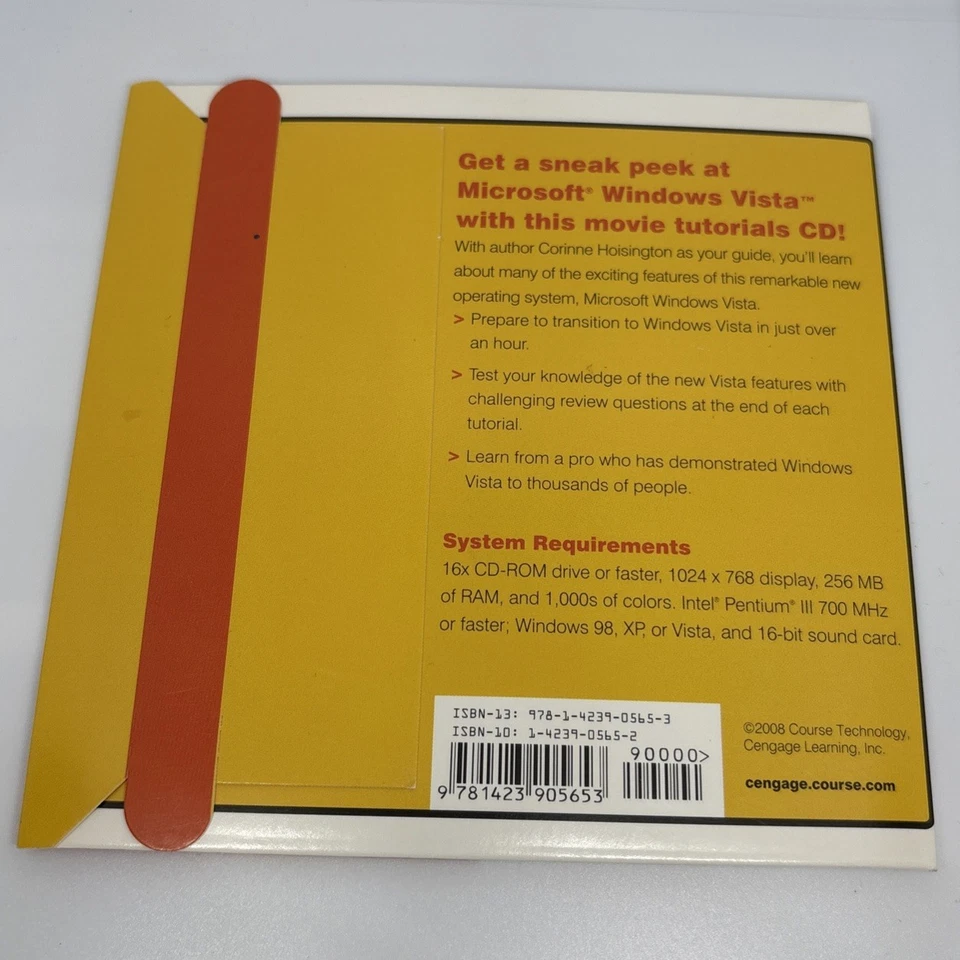 Get a sneak peek at
Microsoft® Windows Vista™
with this movie tutorials CD!
With author Corinne Hoisington as your guide, you'll learn
about many of the exciting features of this remarkable new
operating system, Microsoft Windows Vista.
> Prepare to transition to Windows Vista in just over
an hour.
> Test your knowledge of the new Vista features with
challenging review questions at the end of each
tutorial.
> Learn from a pro who has demonstrated Windows
Vista to thousands of people.
System Requirements
16x CD-ROM drive or faster, 1024 x 768 display, 256 MB
of RAM, and 1,000s of colors. Intel® Pentium® III 700 MHz
or faster; Windows 98, XP, or Vista, and 16-bit sound card.
ISBN-13: 978-1-4239-0565-3
ISBN-10: 1-4239-0565-2
90000>
9 781423 905653
©2008 Course Technology,
Cengage Learning, Inc.
cengage.course.com